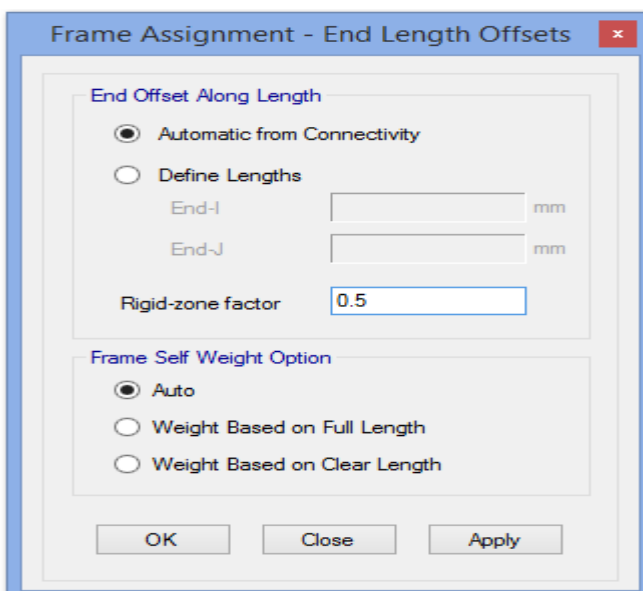 Frame Assignment - End Length Offsets
x
End Offset Along Length
Automatic from Connectivity
Define Lengths
End-I mm
End-J mm
Rigid-zone factor 0.5
Frame Self Weight Option
Auto
Weight Based on Full Length
Weight Based on Clear Length
OK Close Apply